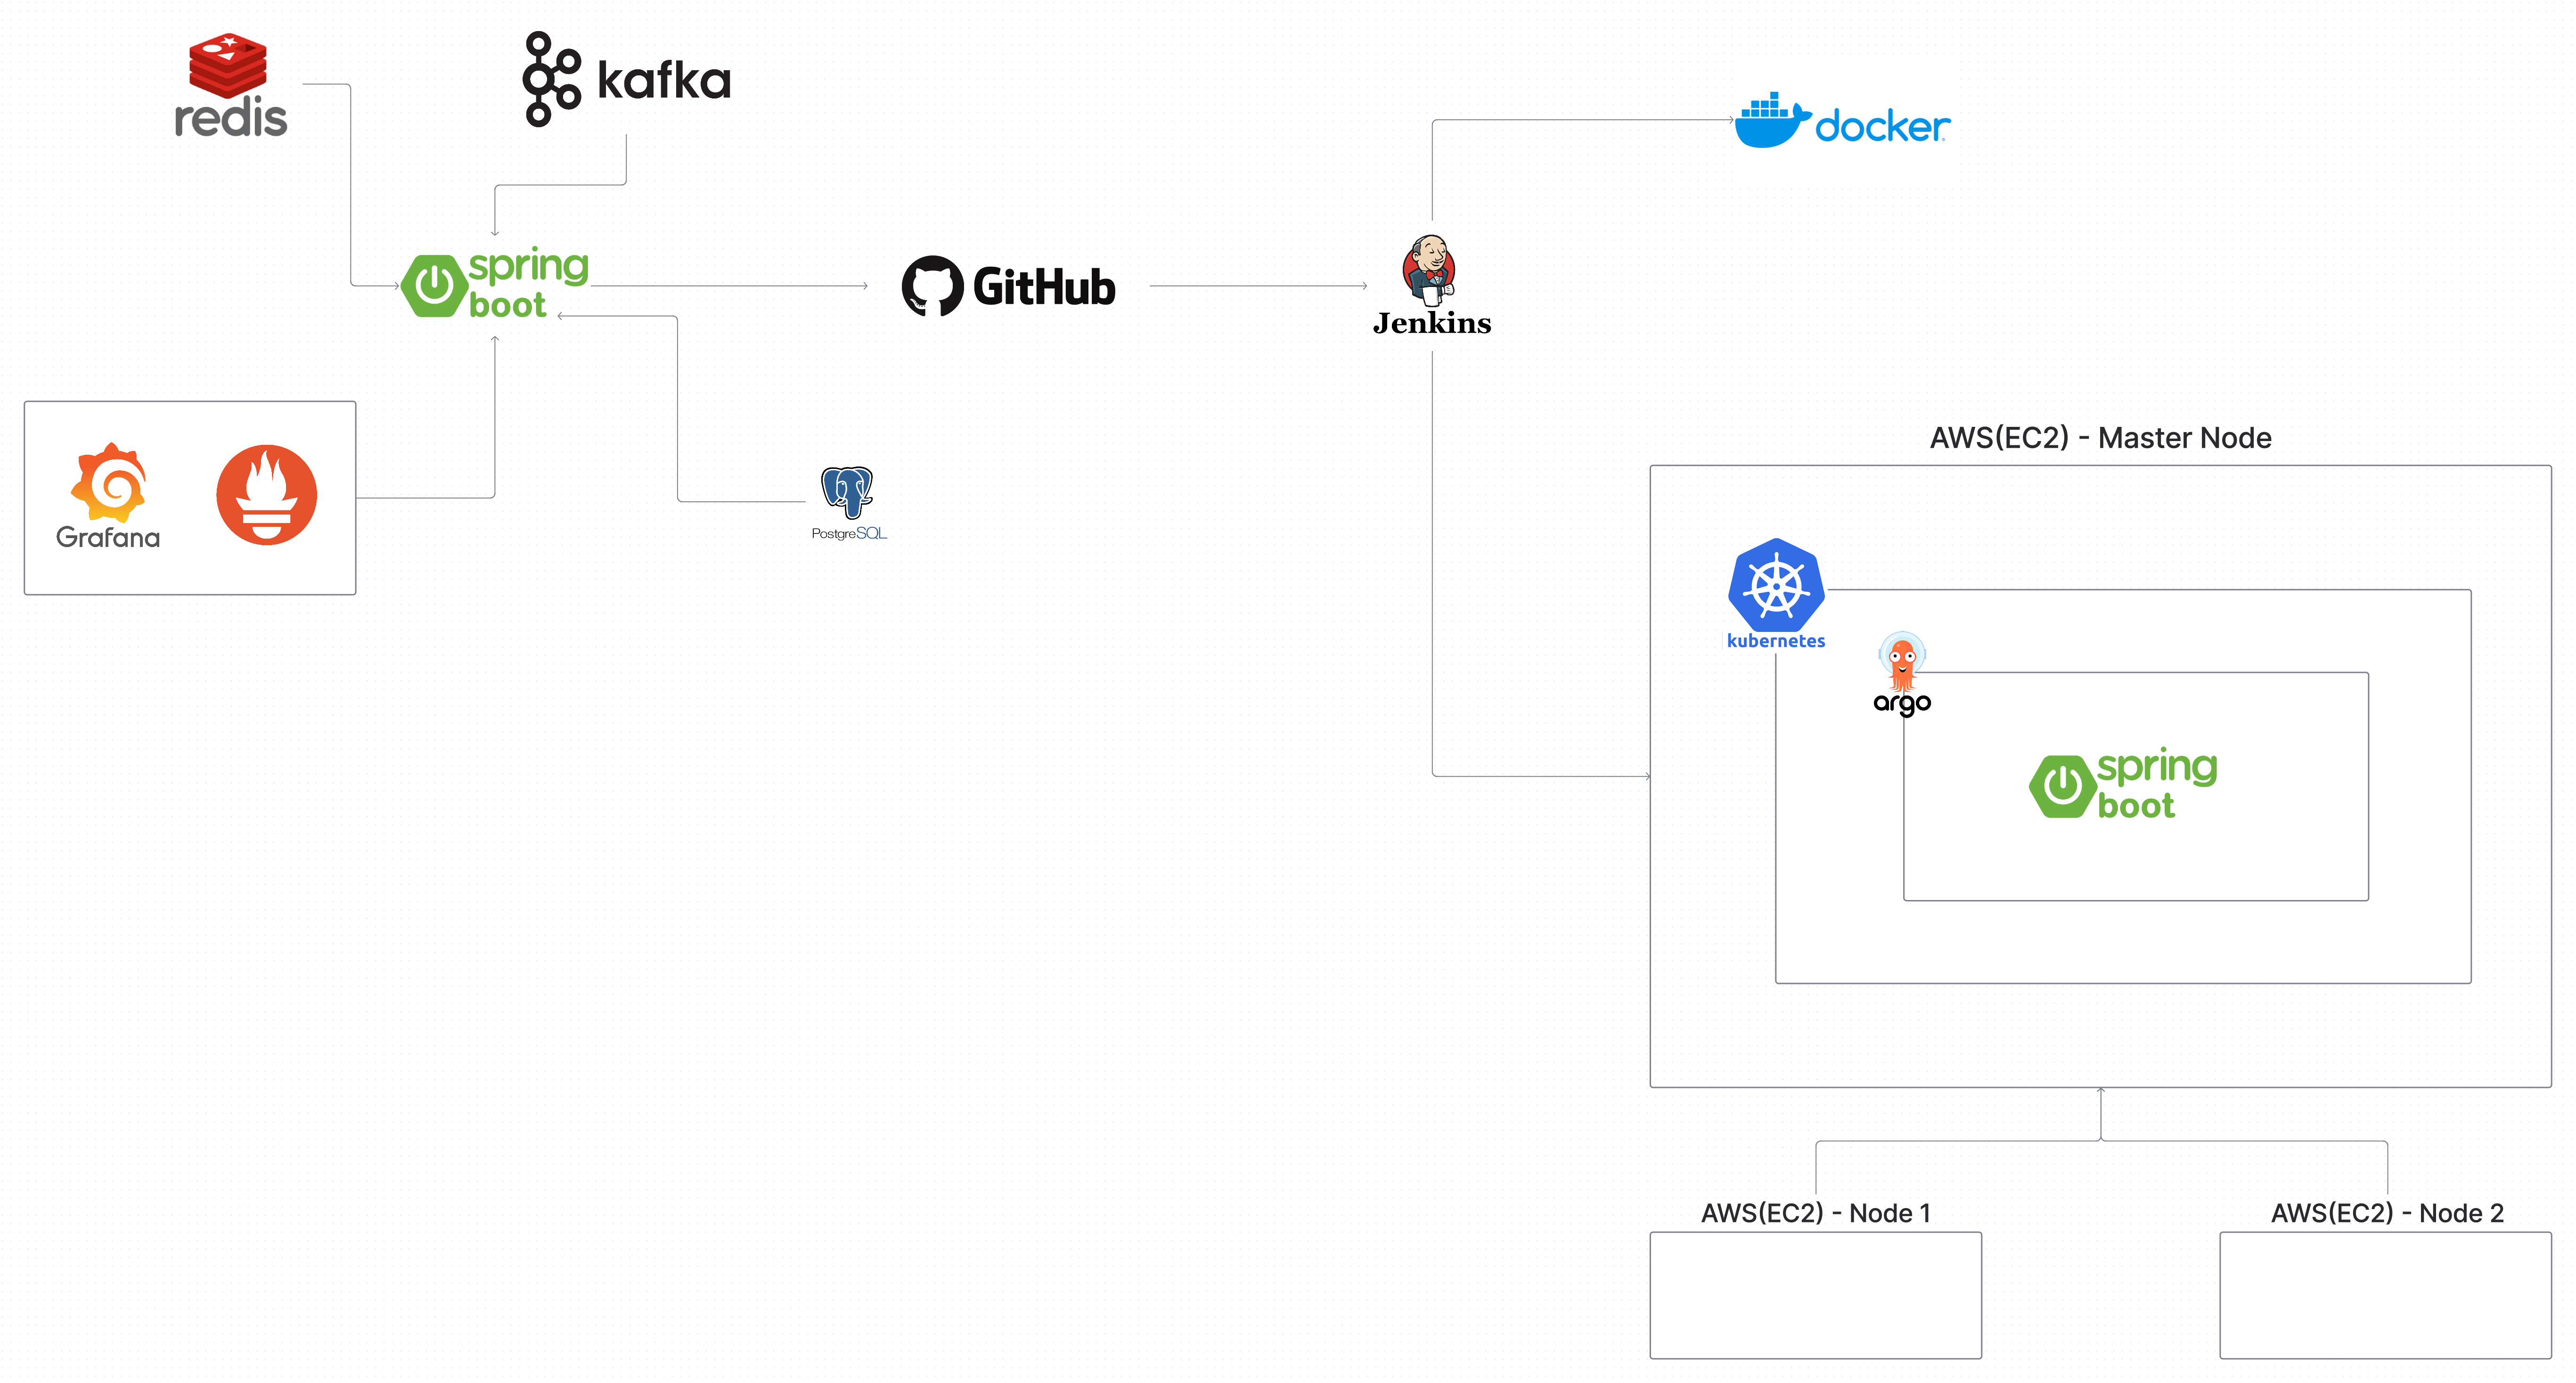 redis
kafka
docker
spring
boot
GitHub
Jenkins
Grafana
PostgreSQL
AWS(EC2) - Master Node
kubernetes
argo
spring
boot
AWS(EC2) - Node 1
AWS(EC2) - Node 2